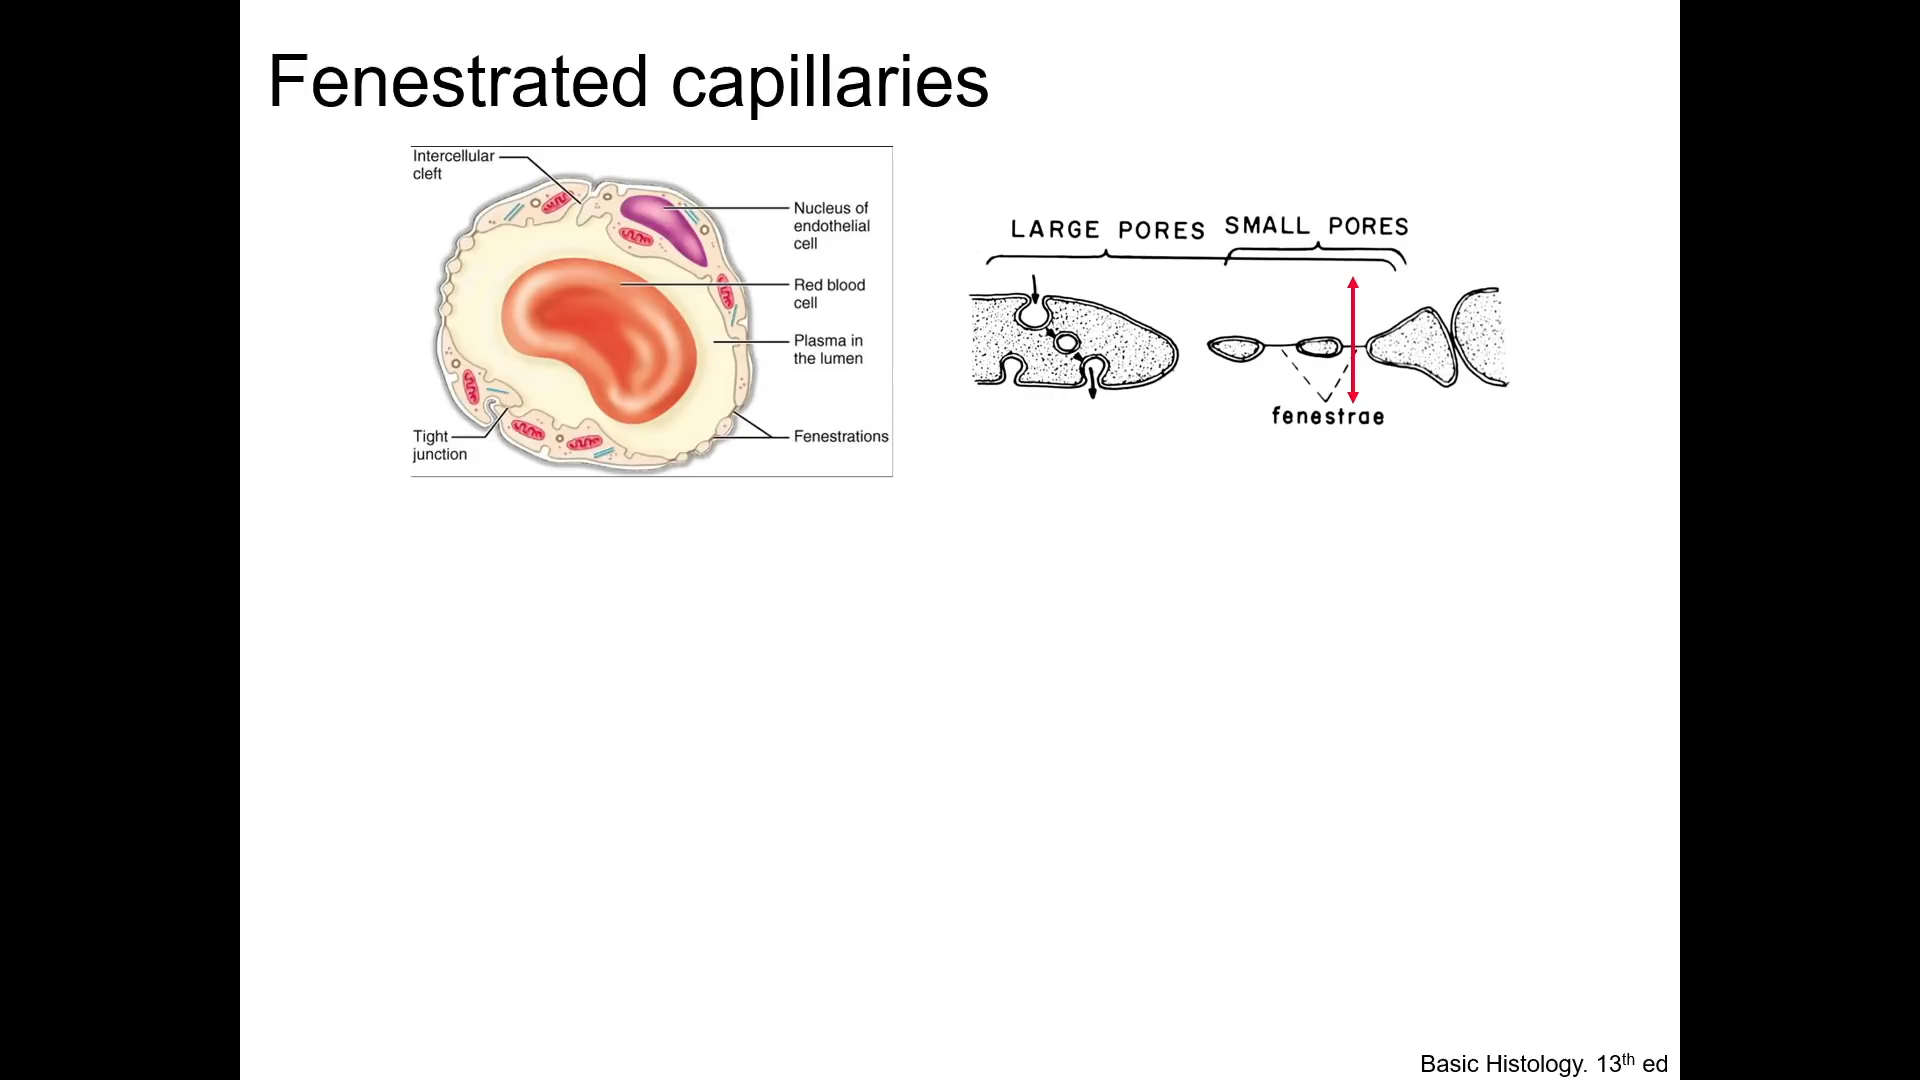 Fenestrated capillaries
Intercellular
cleft
Nucleus of
endothelial
cell
Red blood
cell
Plasma in
the lumen
Tight
junction
Fenestrations
LARGE PORES
SMALL PORES
fenestrae
Basic Histology. 13th ed